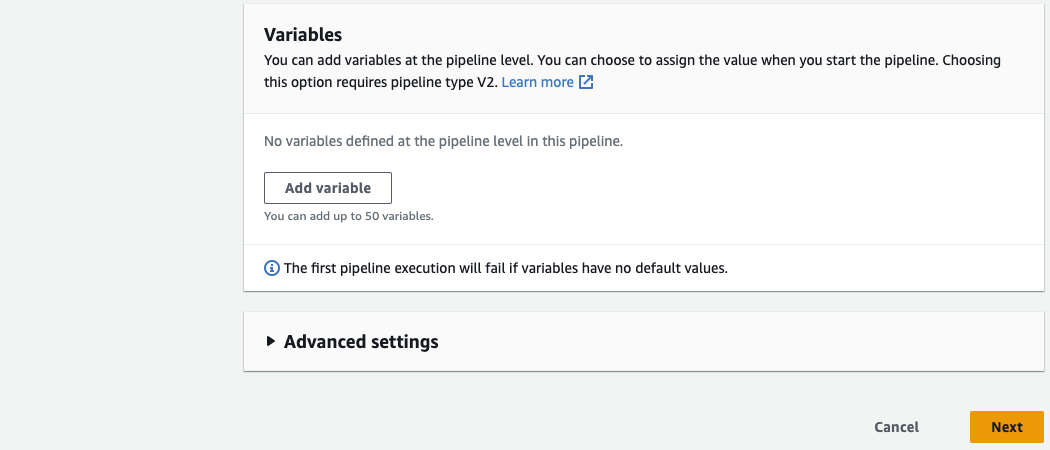 Variables
You can add variables at the pipeline level. You can choose to assign the value when you start the pipeline. Choosing
this option requires pipeline type V2. Learn more
No variables defined at the pipeline level in this pipeline.
Add variable
You can add up to 50 variables.
The first pipeline execution will fail if variables have no default values.
Advanced settings
Cancel
Next